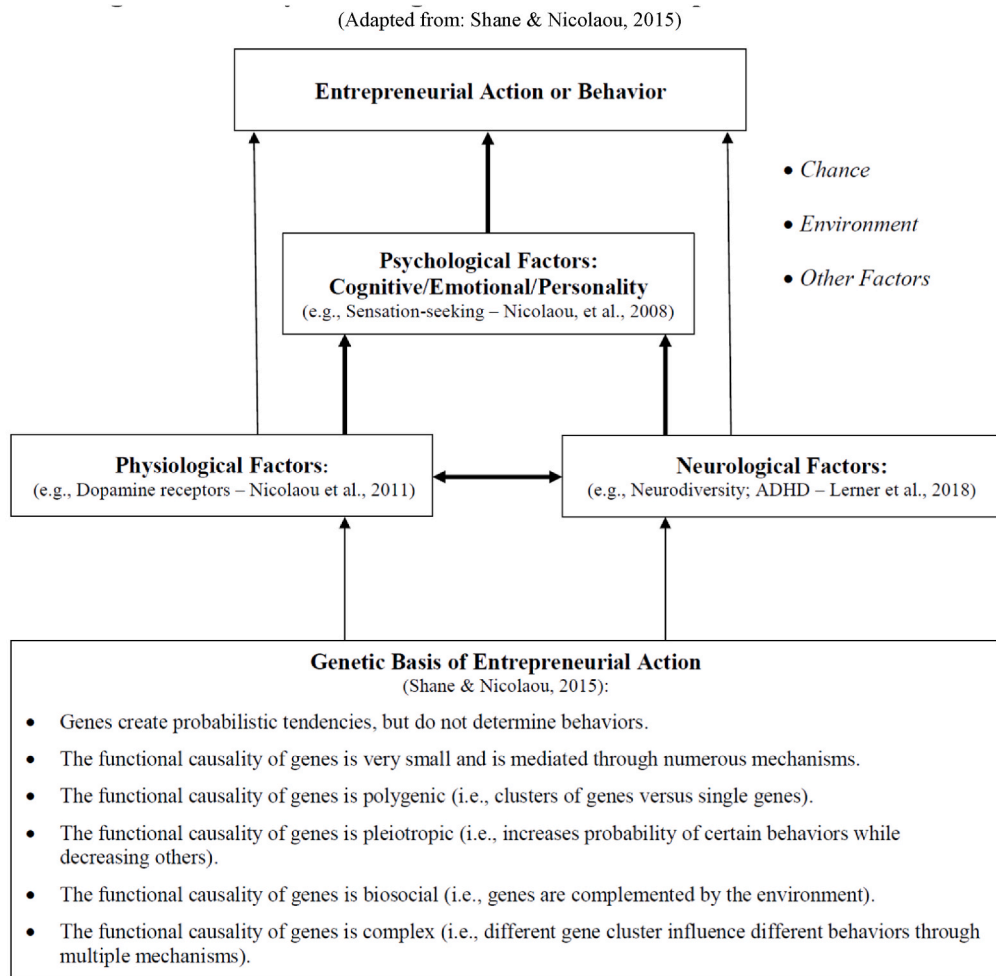 (Adapted from: Shane & Nicolaou, 2015)
Entrepreneurial Action or Behavior
• Chance
• Environment
• Other Factors
Psychological Factors:
Cognitive/Emotional/Personality
(e.g., Sensation-seeking – Nicolaou, et al., 2008)
Physiological Factors:
(e.g., Dopamine receptors – Nicolaou et al., 2011)
Neurological Factors:
(e.g., Neurodiversity; ADHD – Lerner et al., 2018)
Genetic Basis of Entrepreneurial Action
(Shane & Nicolaou, 2015):
• Genes create probabilistic tendencies, but do not determine behaviors.
• The functional causality of genes is very small and is mediated through numerous mechanisms.
• The functional causality of genes is polygenic (i.e., clusters of genes versus single genes).
• The functional causality of genes is pleiotropic (i.e., increases probability of certain behaviors while
decreasing others).
• The functional causality of genes is biosocial (i.e., genes are complemented by the environment).
• The functional causality of genes is complex (i.e., different gene cluster influence different behaviors through
multiple mechanisms).